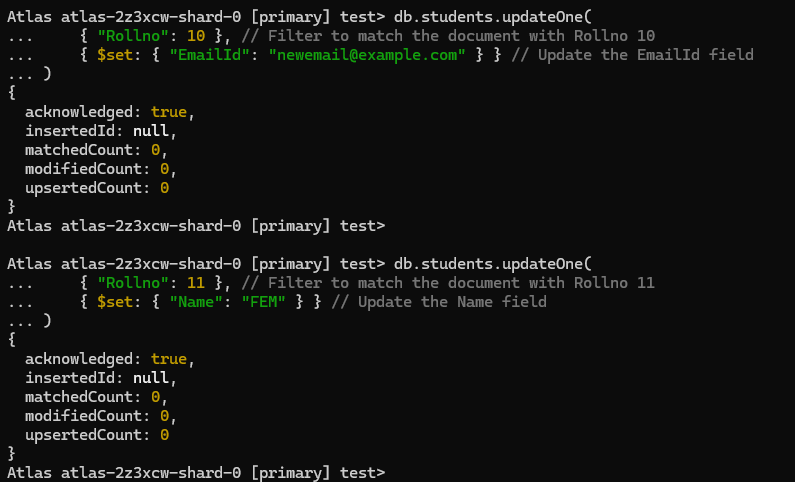 Atlas atlas-2z3xcw-shard-0 [primary] test> db.students.updateOne(
...     { "Rollno": 10 }, // Filter to match the document with Rollno 10
...     { $set: { "EmailId": "newemail@example.com" } } // Update the EmailId field
... )
{
  acknowledged: true,
  insertedId: null,
  matchedCount: 0,
  modifiedCount: 0,
  upsertedCount: 0
}
Atlas atlas-2z3xcw-shard-0 [primary] test>

Atlas atlas-2z3xcw-shard-0 [primary] test> db.students.updateOne(
...     { "Rollno": 11 }, // Filter to match the document with Rollno 11
...     { $set: { "Name": "FEM" } } // Update the Name field
... )
{
  acknowledged: true,
  insertedId: null,
  matchedCount: 0,
  modifiedCount: 0,
  upsertedCount: 0
}
Atlas atlas-2z3xcw-shard-0 [primary] test>